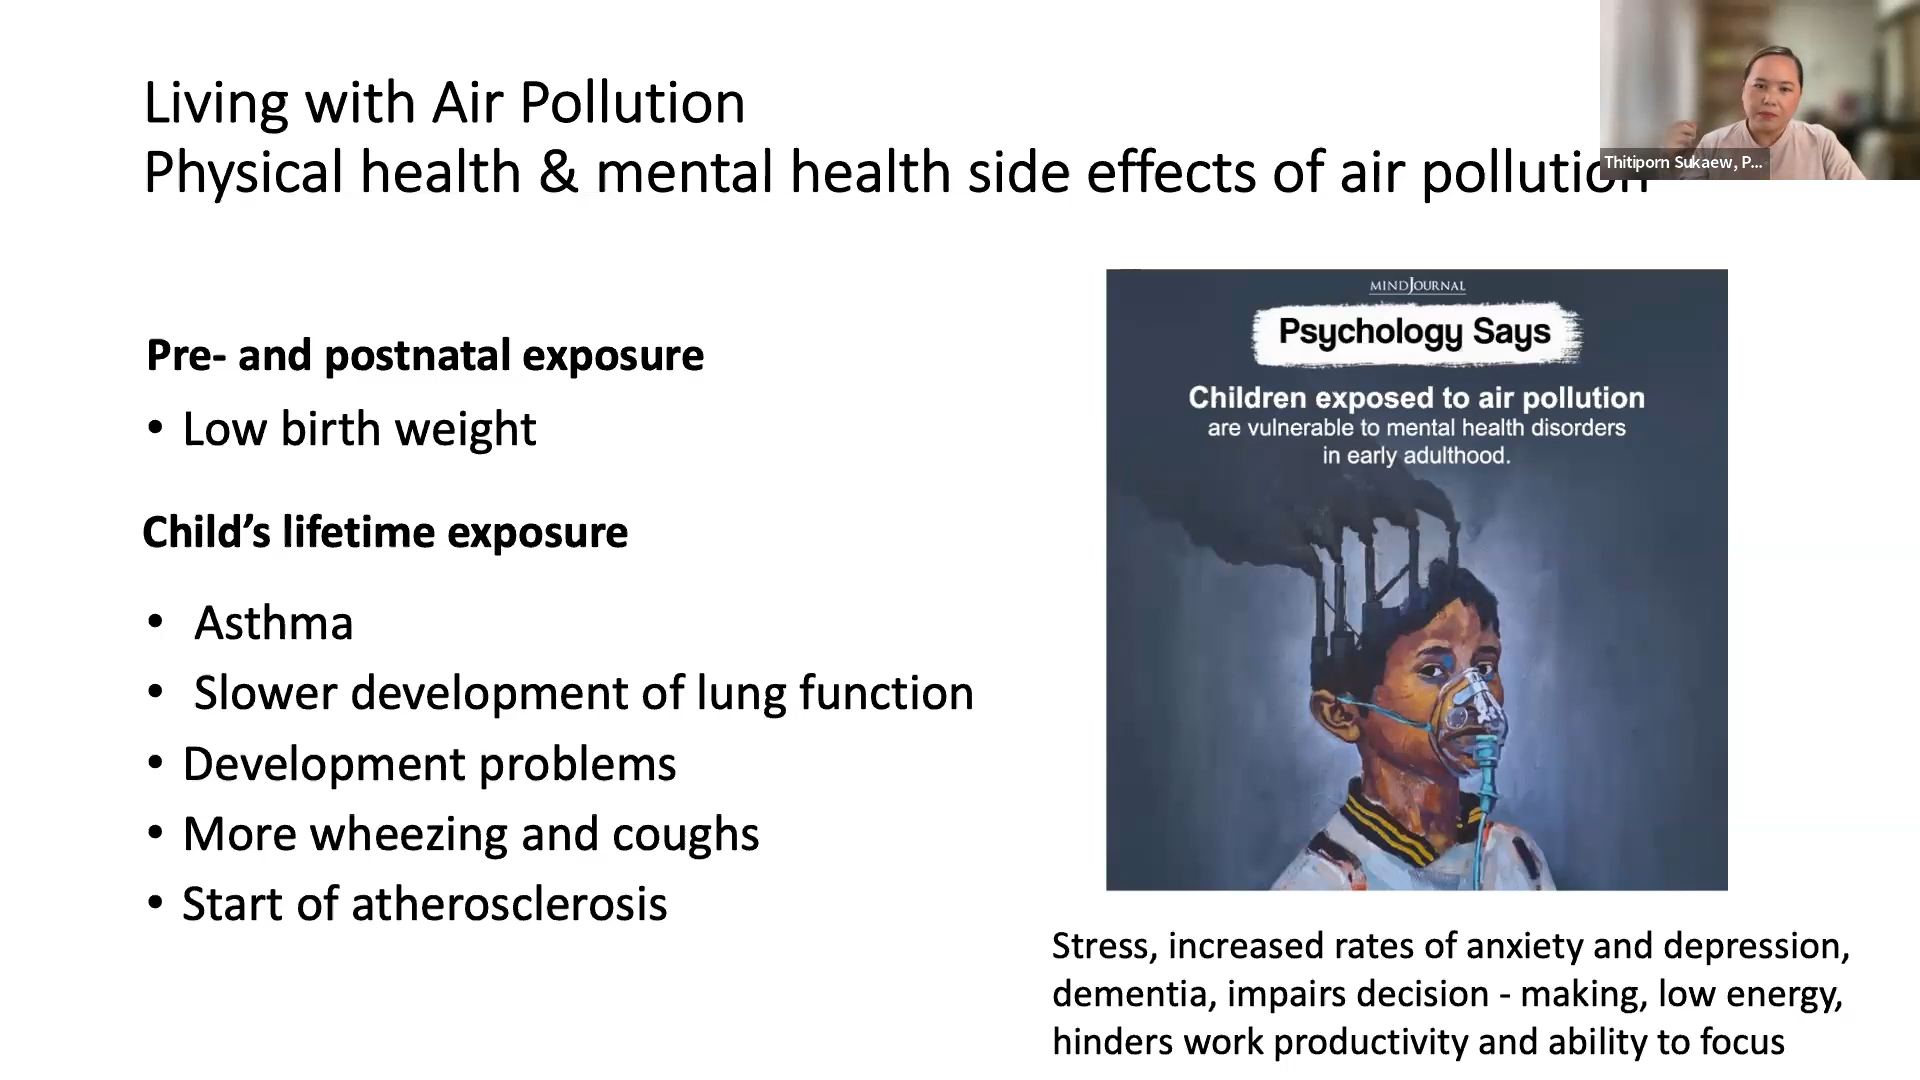 Living with Air Pollution
Physical health & mental health side effects of air pollution
Thitiporn Sukaew, P...
Pre- and postnatal exposure
• Low birth weight
Child’s lifetime exposure
• Asthma
• Slower development of lung function
• Development problems
• More wheezing and coughs
• Start of atherosclerosis
MINDJOURNAL
Psychology Says
Children exposed to air pollution
are vulnerable to mental health disorders
in early adulthood.
Stress, increased rates of anxiety and depression,
dementia, impairs decision - making, low energy,
hinders work productivity and ability to focus